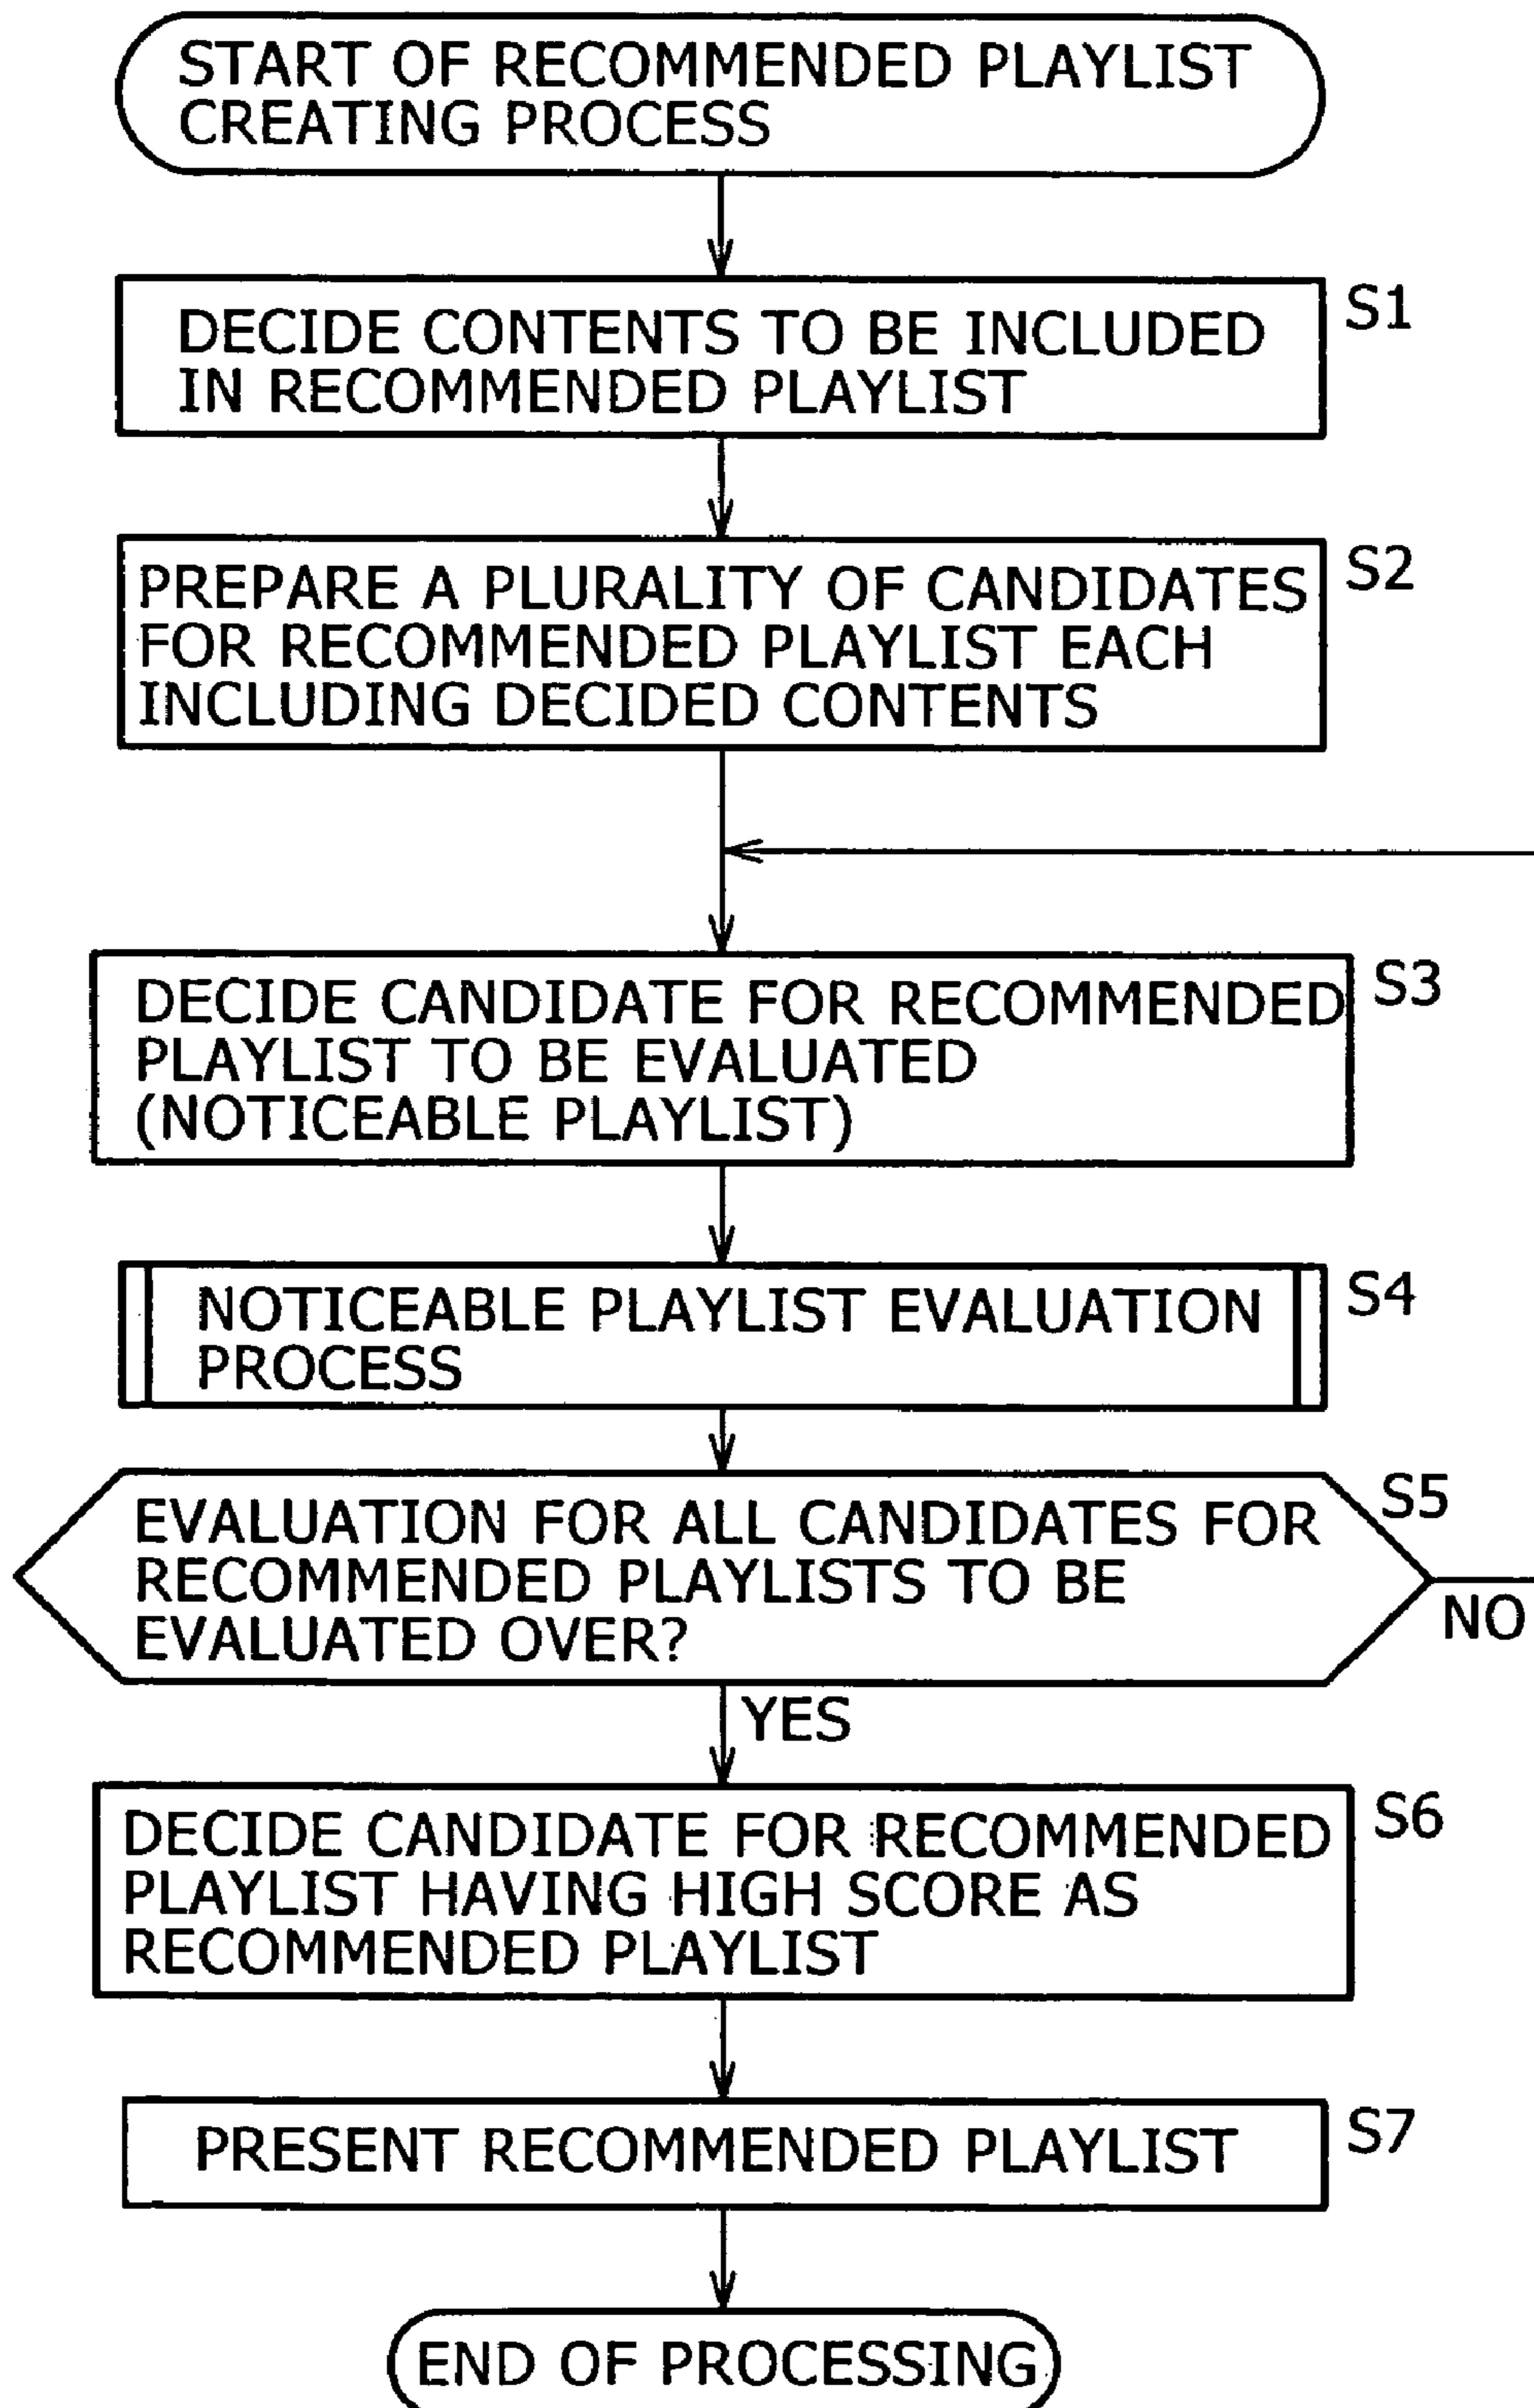 START OF RECOMMENDED PLAYLIST
CREATING PROCESS
DECIDE CONTENTS TO BE INCLUDED
IN RECOMMENDED PLAYLIST
S1
PREPARE A PLURALITY OF CANDIDATES
FOR RECOMMENDED PLAYLIST EACH
INCLUDING DECIDED CONTENTS
S2
DECIDE CANDIDATE FOR RECOMMENDED
PLAYLIST TO BE EVALUATED
(NOTICEABLE PLAYLIST)
S3
NOTICEABLE PLAYLIST EVALUATION
PROCESS
S4
EVALUATION FOR ALL CANDIDATES FOR
RECOMMENDED PLAYLISTS TO BE
EVALUATED OVER?
S5
NO
YES
DECIDE CANDIDATE FOR RECOMMENDED
PLAYLIST HAVING HIGH SCORE AS
RECOMMENDED PLAYLIST
S6
PRESENT RECOMMENDED PLAYLIST
S7
END OF PROCESSING